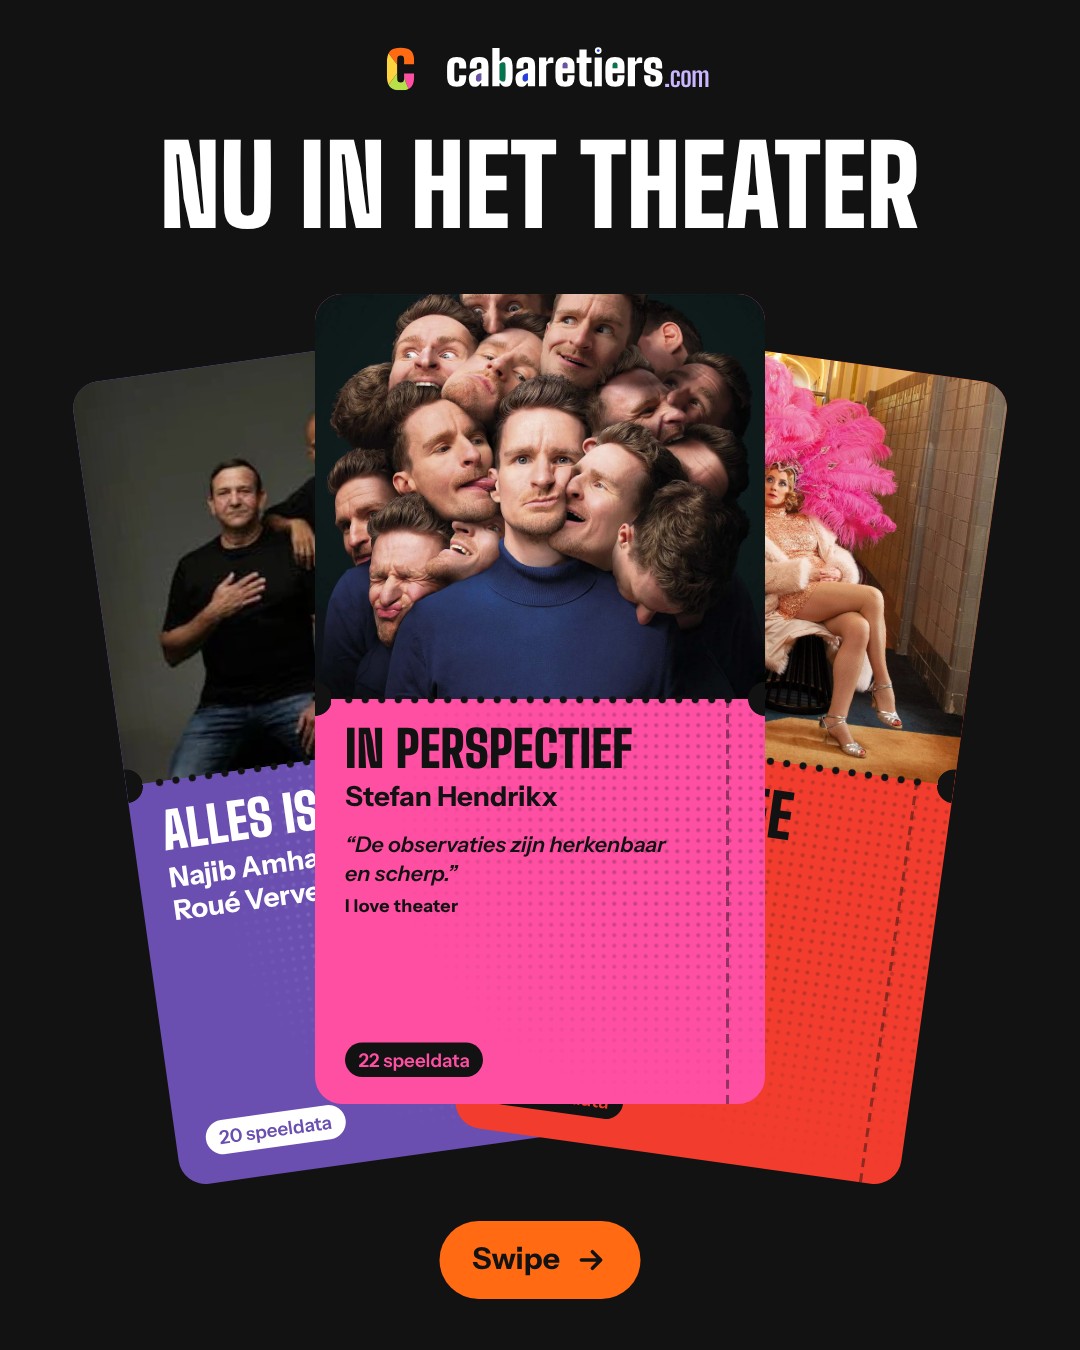 cabaretiers.com
NU IN HET THEATER
ALLES IS
Najib Amha
Roué Verve
20 speeldata
IN PERSPECTIEF
Stefan Hendrikx
“De observaties zijn herkenbaar
en scherp.”
I love theater
22 speeldata
Swipe →